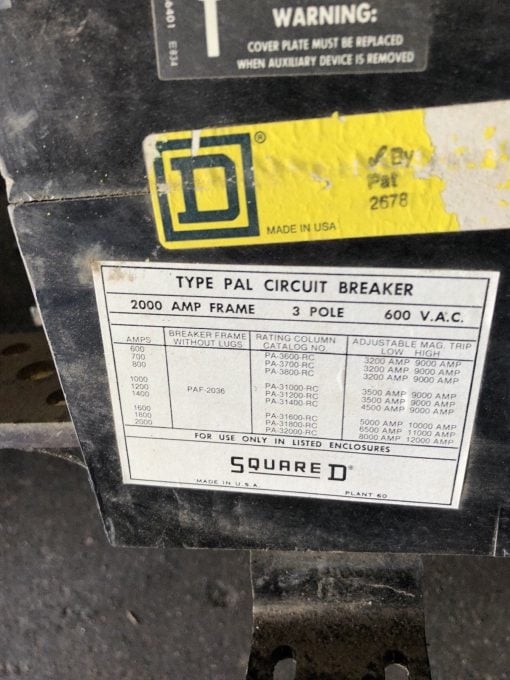 6401 E834
WARNING:
COVER PLATE MUST BE REPLACED
WHEN AUXILIARY DEVICE IS REMOVED
D ®
MADE IN USA
By
Pat
2678
TYPE PAL CIRCUIT BREAKER
2000 AMP FRAME 3 POLE 600 V.A.C.
AMPS BREAKER FRAME WITHOUT LUGS RATING COLUMN CATALOG NO. ADJUSTABLE MAG. TRIP LOW HIGH
600 PA-3600-RC 3200 AMP 9000 AMP
700 PA-3700-RC 3200 AMP 9000 AMP
800 PA-3800-RC 3200 AMP 9000 AMP
1000 PA-31000-RC 3500 AMP 9000 AMP
1200 PAF-2036 PA-31200-RC 3500 AMP 9000 AMP
1400 PA-31400-RC 4500 AMP 9000 AMP
1600 PA-31600-RC 5000 AMP 10000 AMP
1800 PA-31800-RC 6500 AMP 11000 AMP
2000 PA-32000-RC 8000 AMP 12000 AMP
FOR USE ONLY IN LISTED ENCLOSURES
SQUARE D®
MADE IN U.S.A. PLANT 60